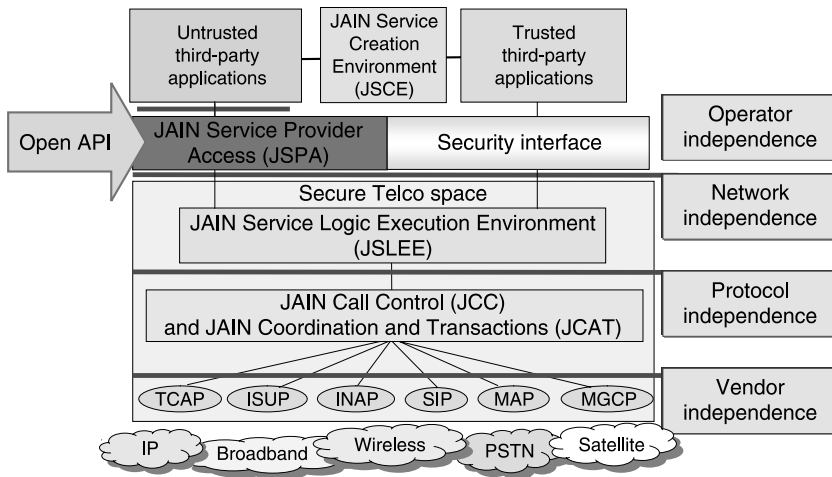 Untrusted
third-party
applications
JAIN Service
Creation
Environment
(JSCE)
Trusted
third-party
applications
Open API
JAIN Service Provider
Access (JSPA)
Security interface
Operator
independence
Secure Telco space
Network
independence
JAIN Service Logic Execution Environment
(JSLEE)
JAIN Call Control (JCC)
and JAIN Coordination and Transactions (JCAT)
Protocol
independence
TCAP
ISUP
INAP
SIP
MAP
MGCP
Vendor
independence
IP
Broadband
Wireless
PSTN
Satellite